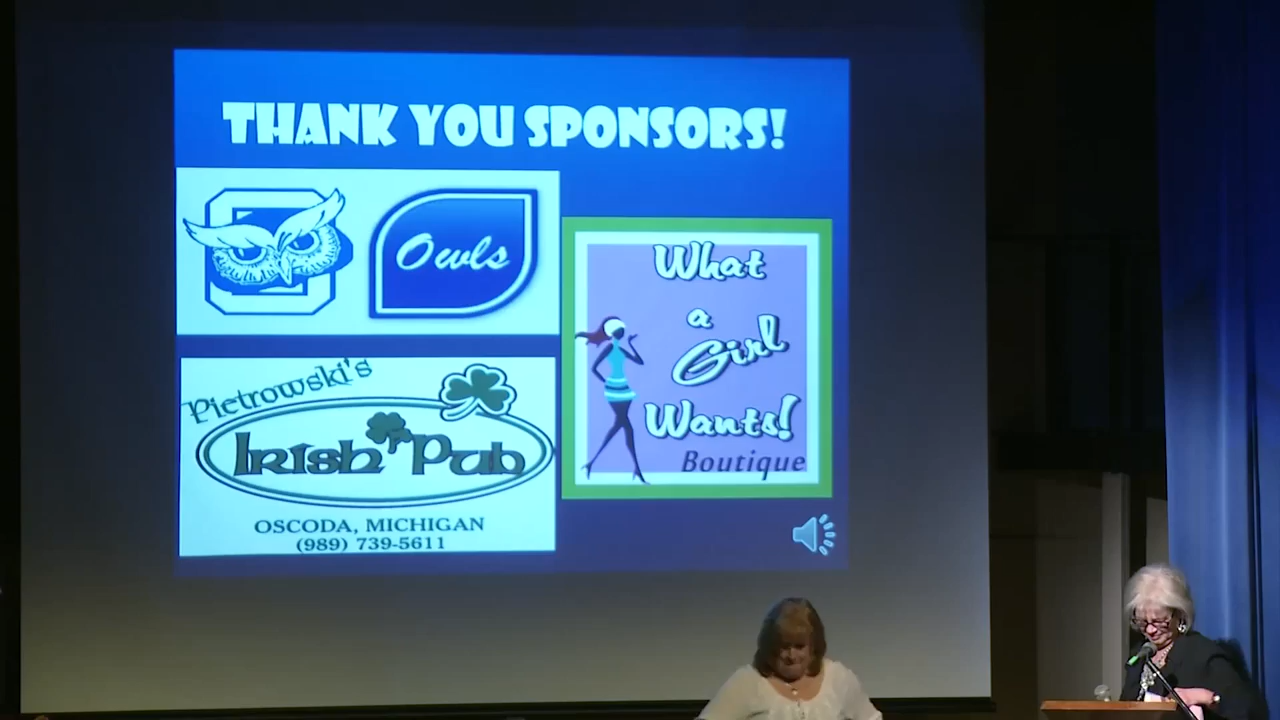 THANK YOU SPONSORS!
Owls
What
a
Girl
Wants!
Boutique
Pietrowski's
Irish Pub
OSCODA, MICHIGAN
(989) 739-5611